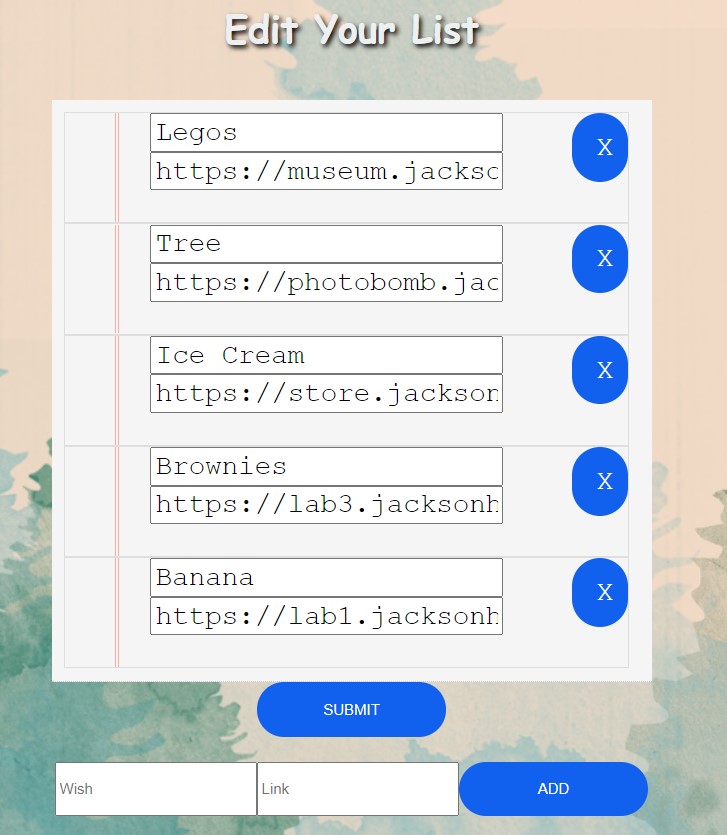 Edit Your List
Legos
X
https://museum.jacksc
Tree
X
https://photobomb.jac
Ice Cream
X
https://store.jackson
Brownies
X
https://lab3.jacksonh
Banana
X
https://lab1.jacksonh
SUBMIT
Wish Link ADD